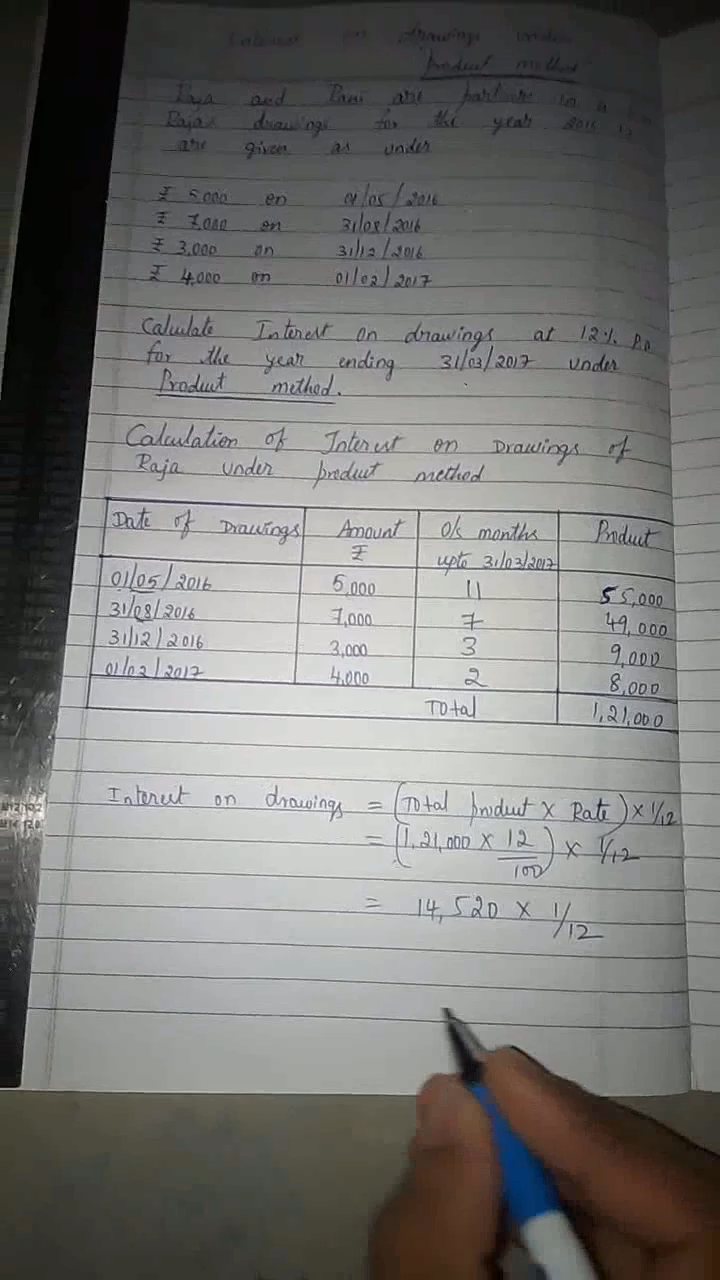 Interest on drawings under
Product method
Raja and Rani are partners in a
Raja's drawings for the year 2016
are given as under
₹ 5,000 on 01/05/2016
₹ 7,000 on 31/08/2016
₹ 3,000 on 31/12/2016
₹ 4,000 on 01/02/2017
Calculate Interest on drawings at 12% p.a
for the year ending 31/03/2017 under
Product method.
Calculation of Interest on Drawings of
Raja under product method
Date of Drawings Amount ₹ O/s months upto 31/03/2017 Product
01/05/2016 5,000 11 55,000
31/08/2016 7,000 7 49,000
31/12/2016 3,000 3 9,000
01/02/2017 4,000 2 8,000
Total 1,21,000
Interest on drawings = (Total product × Rate) × 1/12
= (1,21,000 × 12/100) × 1/12
= 14,520 × 1/12